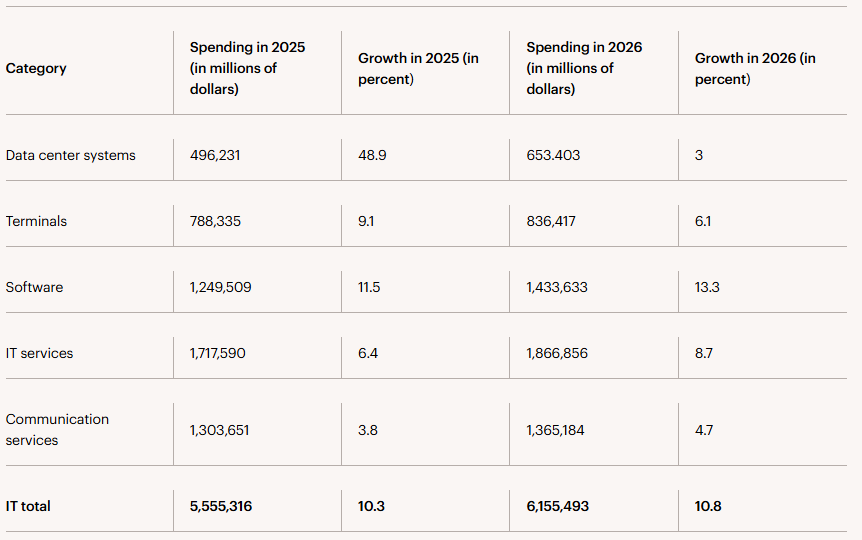 Category
Spending in 2025
(in millions of
dollars)
Growth in 2025 (in
percent)
Spending in 2026
(in millions of
dollars)
Growth in 2026 (in
percent)
Data center systems 496,231 48.9 653.403 3
Terminals 788,335 9.1 836,417 6.1
Software 1,249,509 11.5 1,433,633 13.3
IT services 1,717,590 6.4 1,866,856 8.7
Communication
services
1,303,651 3.8 1,365,184 4.7
IT total 5,555,316 10.3 6,155,493 10.8